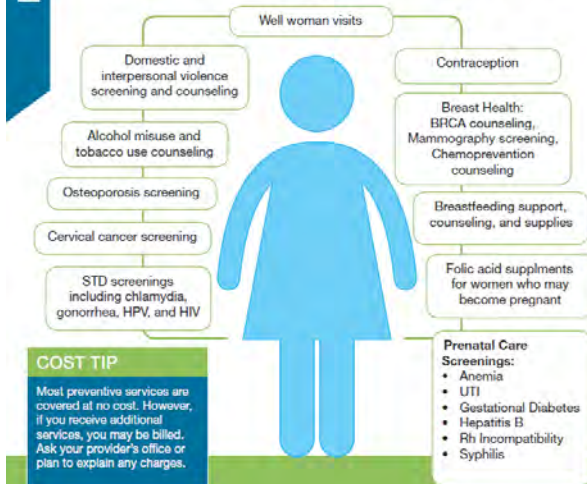 Well woman visits
Domestic and
interpersonal violence
screening and counseling
Alcohol misuse and
tobacco use counseling
Osteoporosis screening
Cervical cancer screening
STD screenings
including chlamydia,
gonorrhea, HPV, and HIV
Contraception
Breast Health:
BRCA counseling,
Mammography screening,
Chemoprevention
counseling
Breastfeeding support,
counseling, and supplies
Folic acid supplments
for women who may
become pregnant
Prenatal Care
Screenings:
• Anemia
• UTI
• Gestational Diabetes
• Hepatitis B
• Rh Incompatibility
• Syphilis
COST TIP
Most preventive services are
covered at no cost. However,
if you receive additional
services, you may be billed.
Ask your provider's office or
plan to explain any charges.